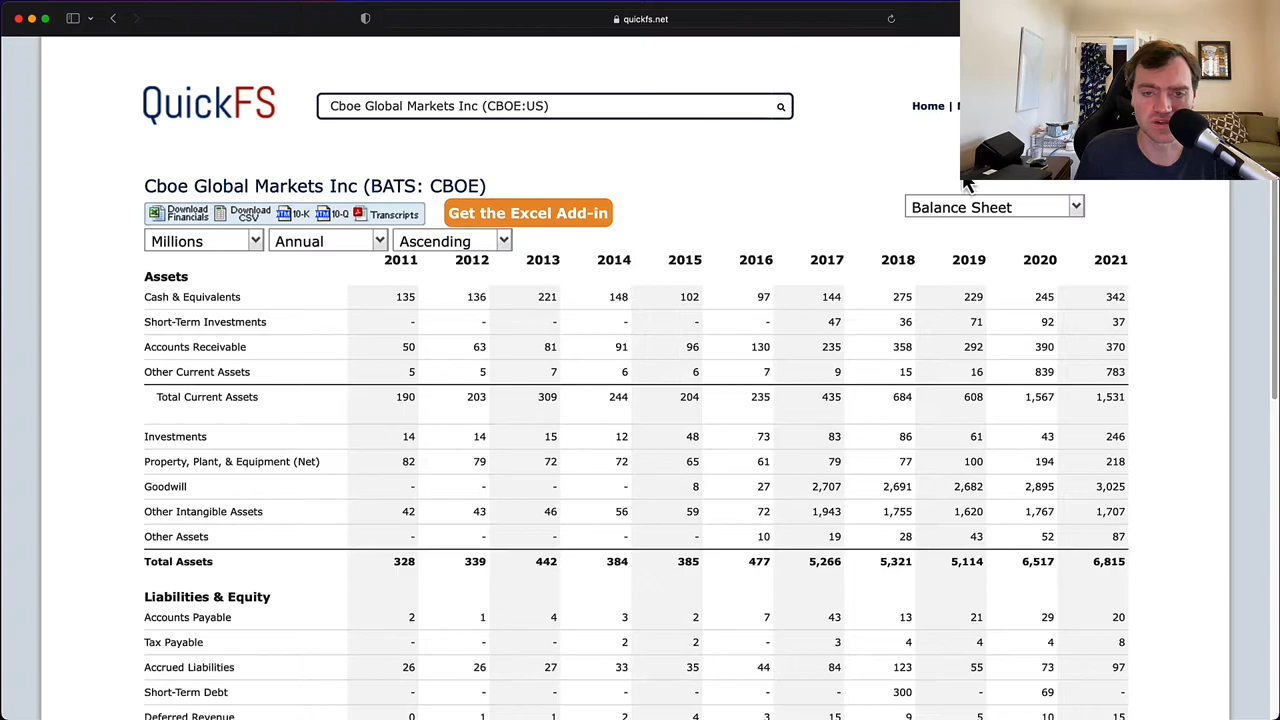 quickfs.net
QuickFS
Cboe Global Markets Inc (CBOE:US)
Home |
Cboe Global Markets Inc (BATS: CBOE)
Download Financials Download CSV 10-K 10-Q Transcripts
Get the Excel Add-in
Balance Sheet
Millions Annual Ascending
2011 2012 2013 2014 2015 2016 2017 2018 2019 2020 2021
Assets
Cash & Equivalents 135 136 221 148 102 97 144 275 229 245 342
Short-Term Investments - - - - - - 47 36 71 92 37
Accounts Receivable 50 63 81 91 96 130 235 358 292 390 370
Other Current Assets 5 5 7 6 6 7 9 15 16 839 783
Total Current Assets 190 203 309 244 204 235 435 684 608 1,567 1,531
Investments 14 14 15 12 48 73 83 86 61 43 246
Property, Plant, & Equipment (Net) 82 79 72 72 65 61 79 77 100 194 218
Goodwill - - - - 8 27 2,707 2,691 2,682 2,895 3,025
Other Intangible Assets 42 43 46 56 59 72 1,943 1,755 1,620 1,767 1,707
Other Assets - - - - - 10 19 28 43 52 87
Total Assets 328 339 442 384 385 477 5,266 5,321 5,114 6,517 6,815
Liabilities & Equity
Accounts Payable 2 1 4 3 2 7 43 13 21 29 20
Tax Payable - - - 2 2 - 3 4 4 4 8
Accrued Liabilities 26 26 27 33 35 44 84 123 55 73 97
Short-Term Debt - - - - - - - 300 - 69 -
Deferred Revenue 0 1 1 2 4 3 15 9 5 10 15